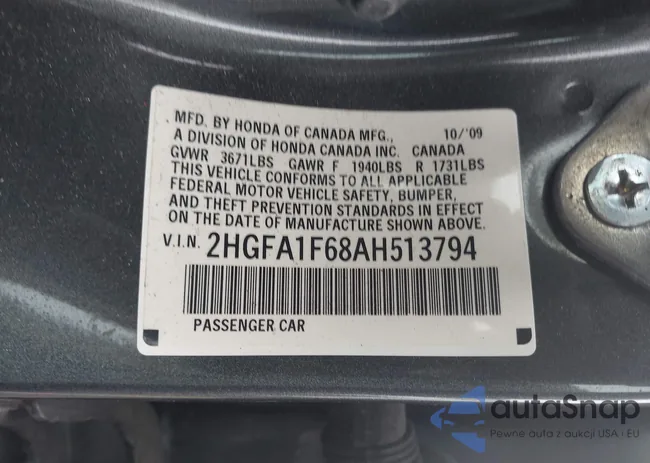 MFD. BY HONDA OF CANADA MFG., 10/'09
A DIVISION OF HONDA CANADA INC. CANADA
GVWR 3671LBS GAWR F 1940LBS R 1731LBS
THIS VEHICLE CONFORMS TO ALL APPLICABLE
FEDERAL MOTOR VEHICLE SAFETY, BUMPER,
AND THEFT PREVENTION STANDARDS IN EFFECT
ON THE DATE OF MANUFACTURE SHOWN ABOVE.
V.I.N. 2HGFA1F68AH513794
PASSENGER CAR
autaSnap
Pewne auta z aukcji USA i EU